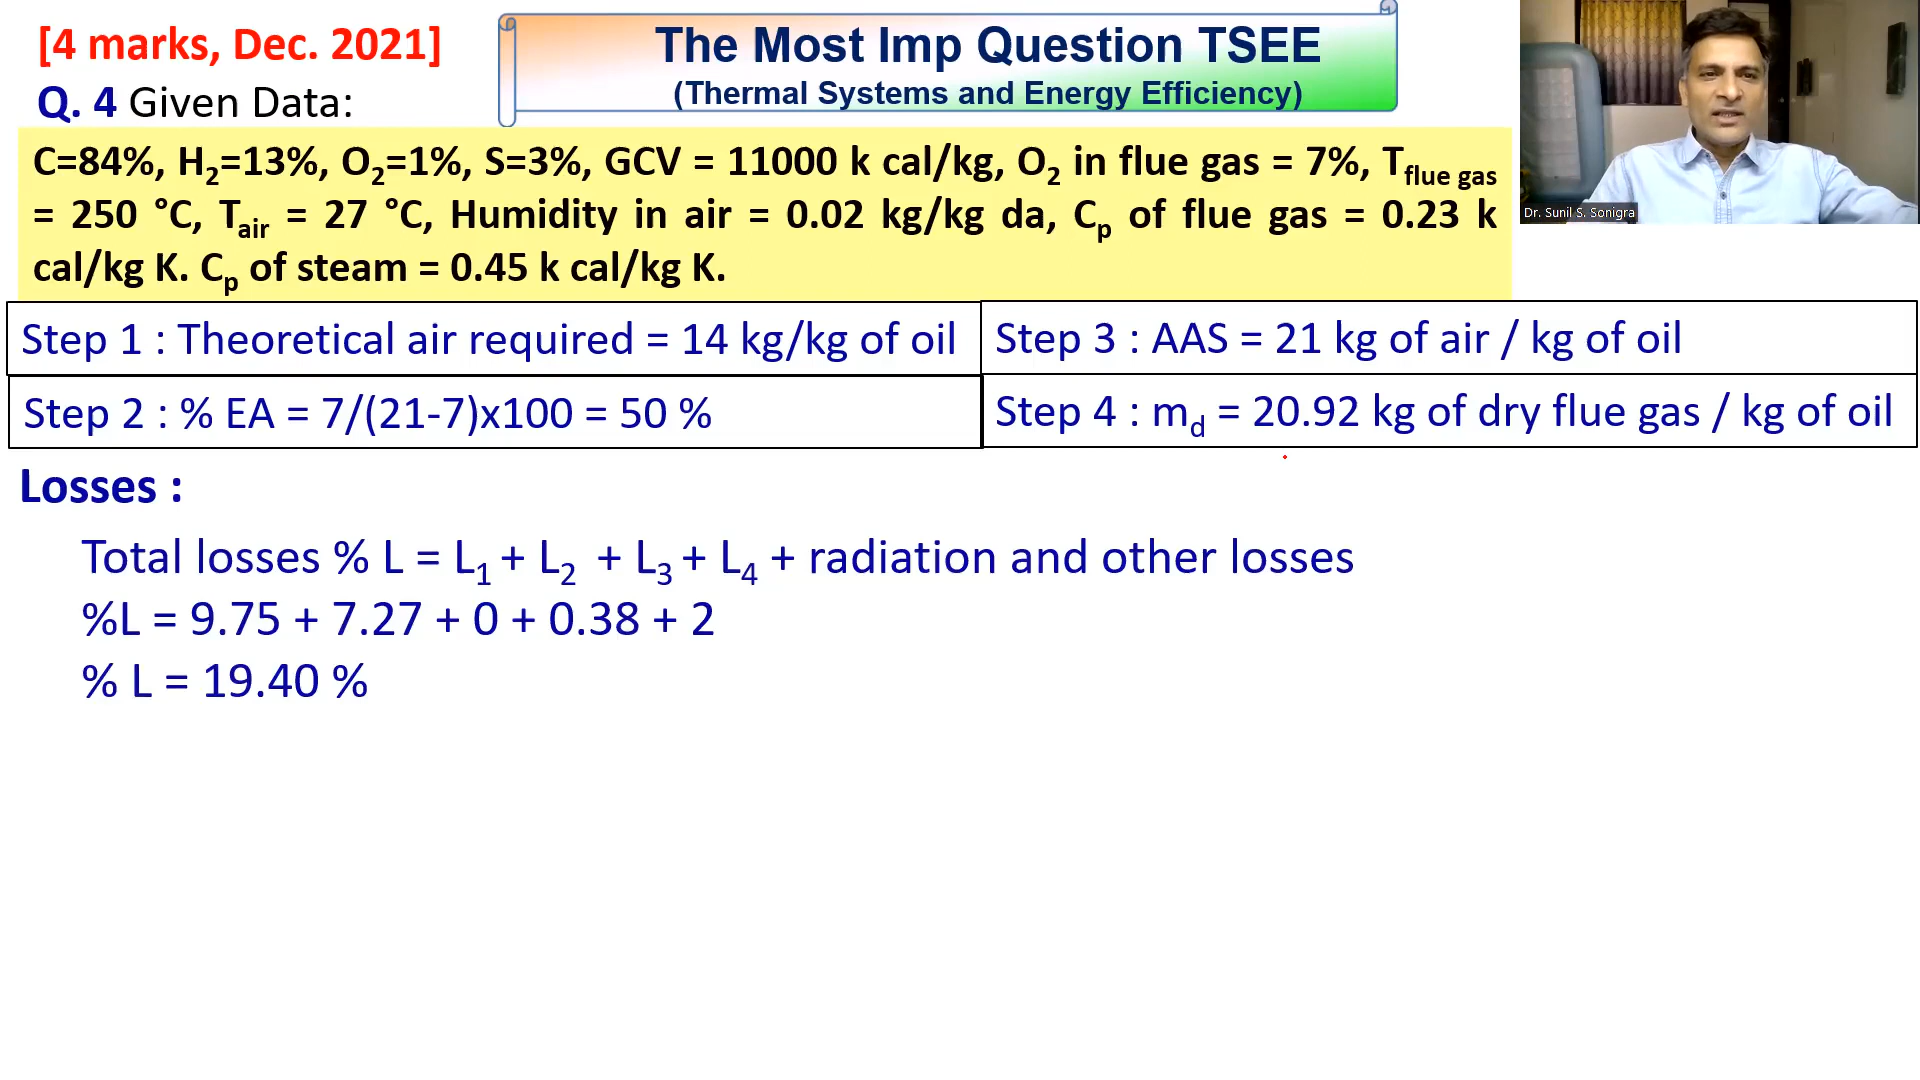 [4 marks, Dec. 2021]
The Most Imp Question TSEE
(Thermal Systems and Energy Efficiency)
Q. 4 Given Data:
C=84%, H₂=13%, O₂=1%, S=3%, GCV = 11000 k cal/kg, O₂ in flue gas = 7%, T_flue gas
= 250 °C, T_air = 27 °C, Humidity in air = 0.02 kg/kg da, C_p of flue gas = 0.23 k
cal/kg K. C_p of steam = 0.45 k cal/kg K.
Dr. Sunil S. Sonigra
Step 1 : Theoretical air required = 14 kg/kg of oil
Step 3 : AAS = 21 kg of air / kg of oil
Step 2 : % EA = 7/(21-7)x100 = 50 %
Step 4 : m_d = 20.92 kg of dry flue gas / kg of oil
Losses :
Total losses % L = L₁ + L₂ + L₃ + L₄ + radiation and other losses
%L = 9.75 + 7.27 + 0 + 0.38 + 2
% L = 19.40 %